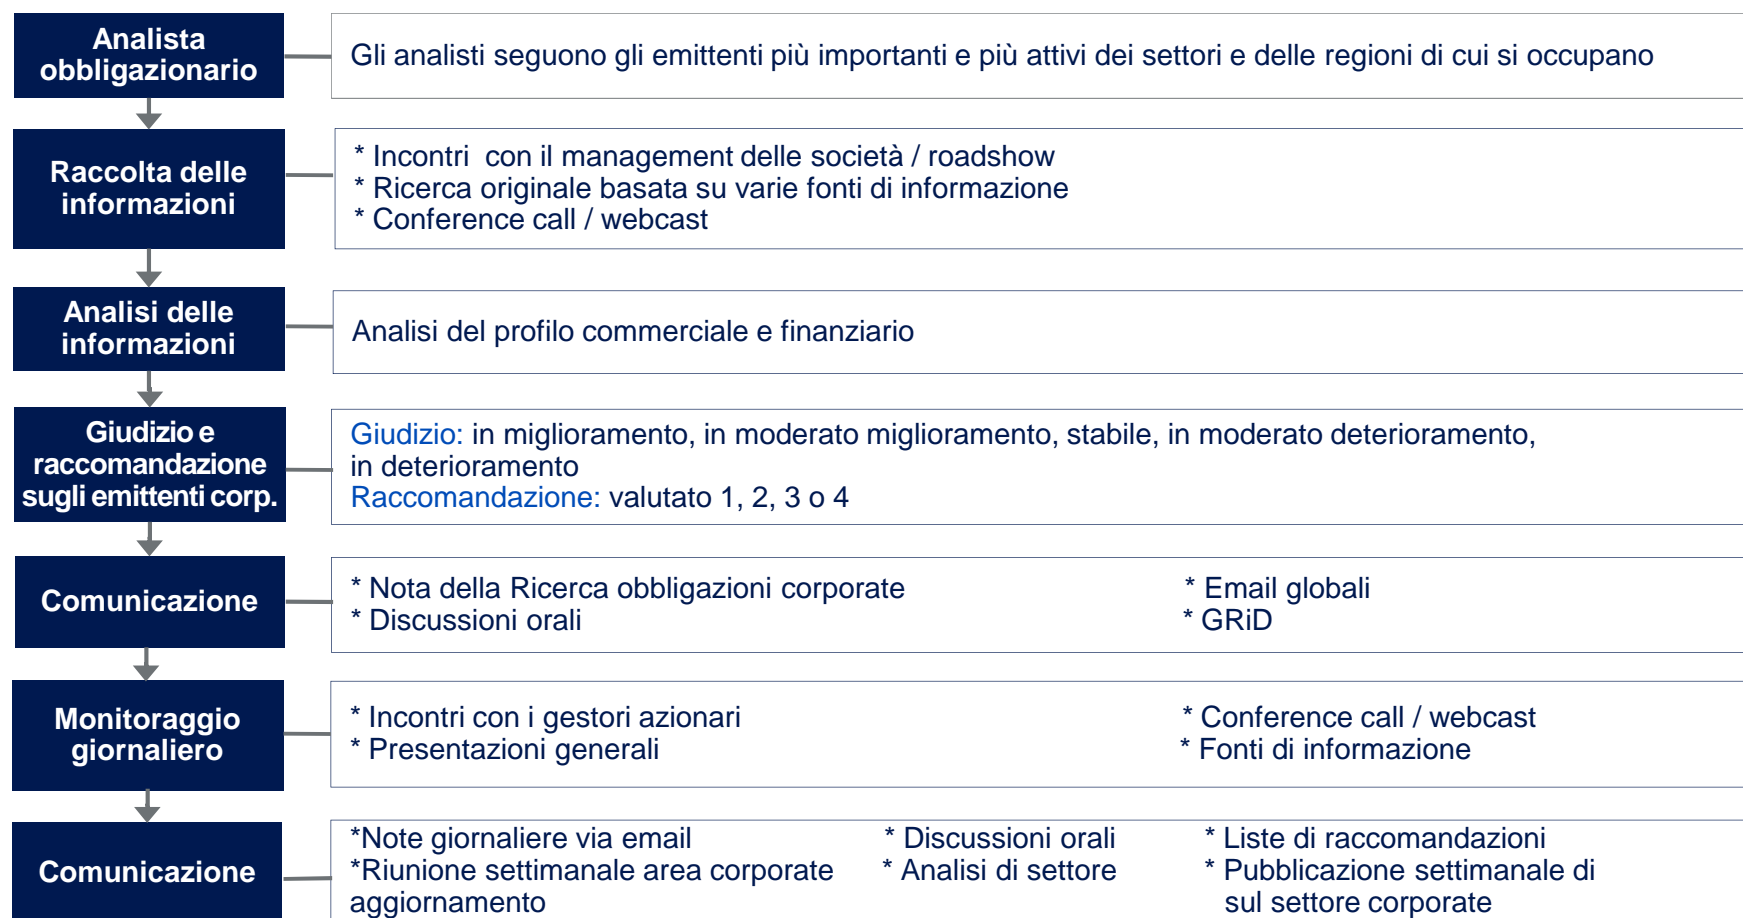 Analista
obbligazionario
Gli analisti seguono gli emittenti più importanti e più attivi dei settori e delle regioni di cui si occupano
Raccolta delle
informazioni
* Incontri con il management delle società / roadshow
* Ricerca originale basata su varie fonti di informazione
* Conference call / webcast
Analisi delle
informazioni
Analisi del profilo commerciale e finanziario
Giudizio e
raccomandazione
sugli emittenti corp.
Giudizio: in miglioramento, in moderato miglioramento, stabile, in moderato deterioramento,
in deterioramento
Raccomandazione: valutato 1, 2, 3 o 4
Comunicazione
* Nota della Ricerca obbligazioni corporate
* Discussioni orali
* Email globali
* GRiD
Monitoraggio
giornaliero
* Incontri con i gestori azionari
* Presentazioni generali
* Conference call / webcast
* Fonti di informazione
Comunicazione
*Note giornaliere via email
*Riunione settimanale area corporate
aggiornamento
* Discussioni orali
* Analisi di settore
* Liste di raccomandazioni
* Pubblicazione settimanale di
sul settore corporate